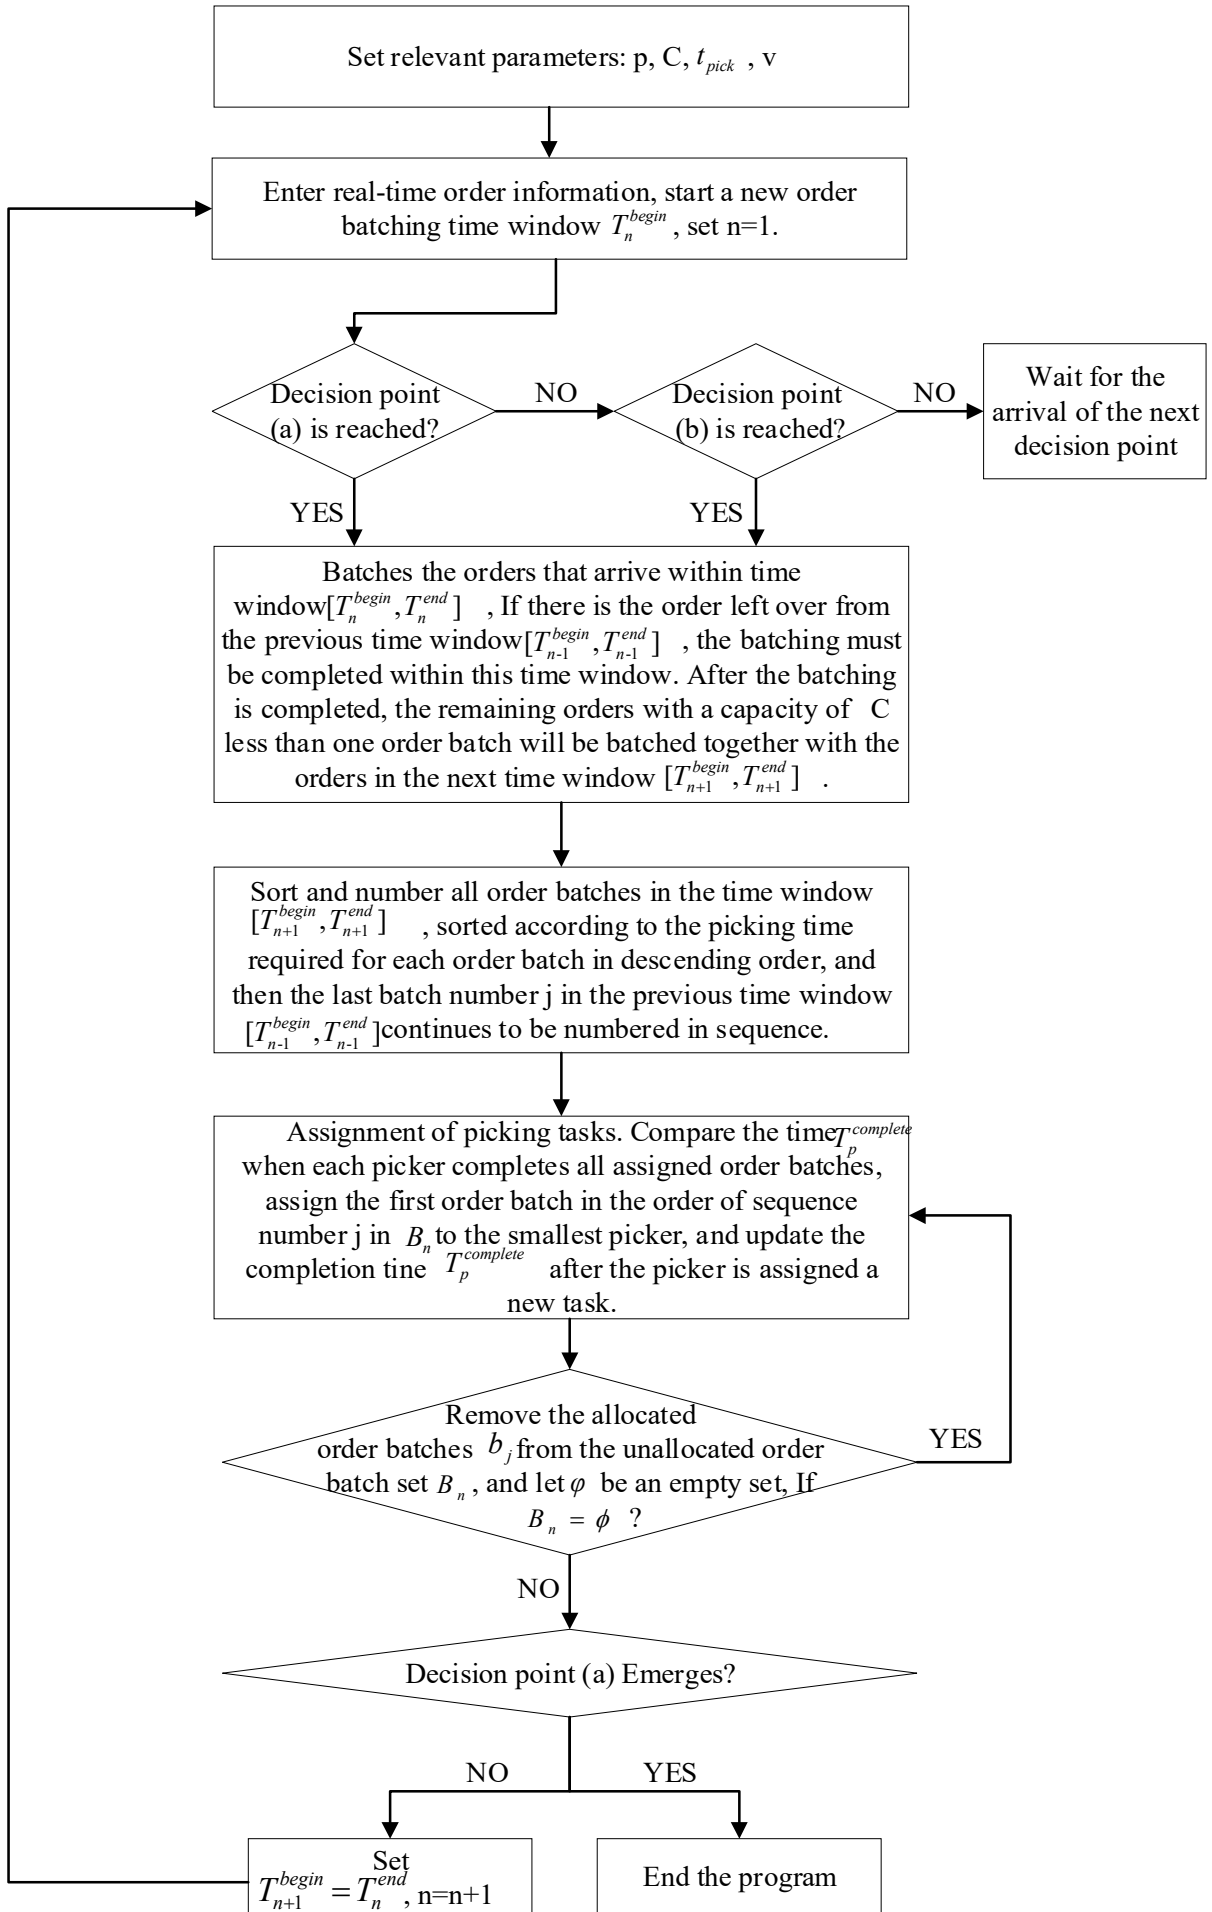 Set relevant parameters: p, C, t_pick , v
Enter real-time order information, start a new order
batching time window T_n^begin , set n=1.
Decision point
(a) is reached?
NO
Decision point
(b) is reached?
NO
Wait for the
arrival of the next
decision point
YES
YES
Batches the orders that arrive within time
window[T_n^begin, T_n^end] , If there is the order left over from
the previous time window[T_n-1^begin, T_n-1^end] , the batching must
be completed within this time window. After the batching
is completed, the remaining orders with a capacity of C
less than one order batch will be batched together with the
orders in the next time window [T_n+1^begin, T_n+1^end] .
Sort and number all order batches in the time window
[T_n+1^begin, T_n+1^end] , sorted according to the picking time
required for each order batch in descending order, and
then the last batch number j in the previous time window
[T_n-1^begin, T_n-1^end]continues to be numbered in sequence.
Assignment of picking tasks. Compare the time T_p^complete
when each picker completes all assigned order batches,
assign the first order batch in the order of sequence
number j in B_n to the smallest picker, and update the
completion tine T_p^complete after the picker is assigned a
new task.
Remove the allocated
order batches b_j from the unallocated order
batch set B_n , and let φ be an empty set, If
B_n = ϕ ?
YES
NO
Decision point (a) Emerges?
NO
YES
Set
T_n+1^begin = T_n^end, n=n+1
End the program